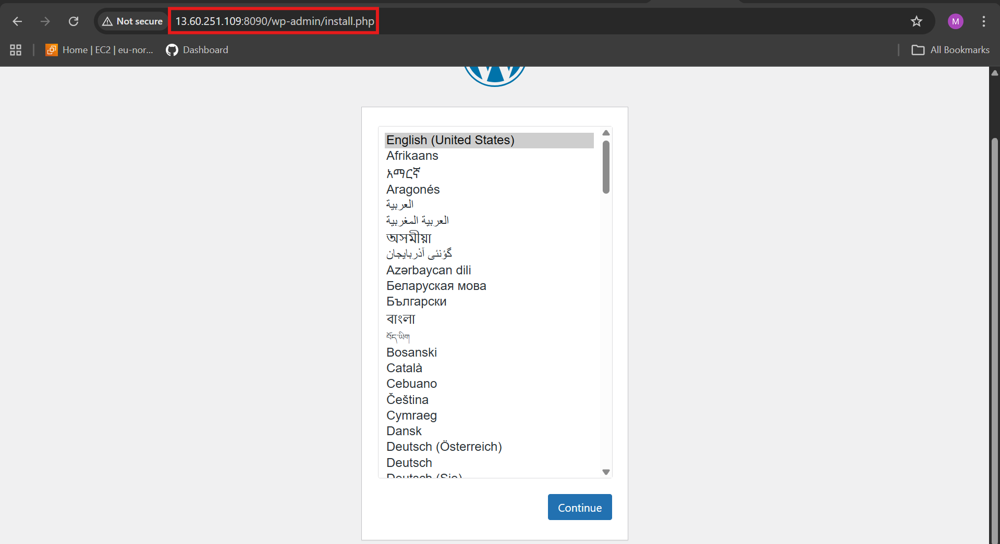 Not secure
13.60.251.109:8090/wp-admin/install.php
M
Home | EC2 | eu-nor...
Dashboard
All Bookmarks
English (United States)
Afrikaans
አማርኛ
Aragonés
العربية
العربية المغربية
অসমীয়া
گؤنئی آذربایجان
Azərbaycan dili
Беларуская мова
Български
বাংলা
བོད་ཡིག
Bosanski
Català
Cebuano
Čeština
Cymraeg
Dansk
Deutsch (Österreich)
Deutsch
Deutsch (Sie)
Continue